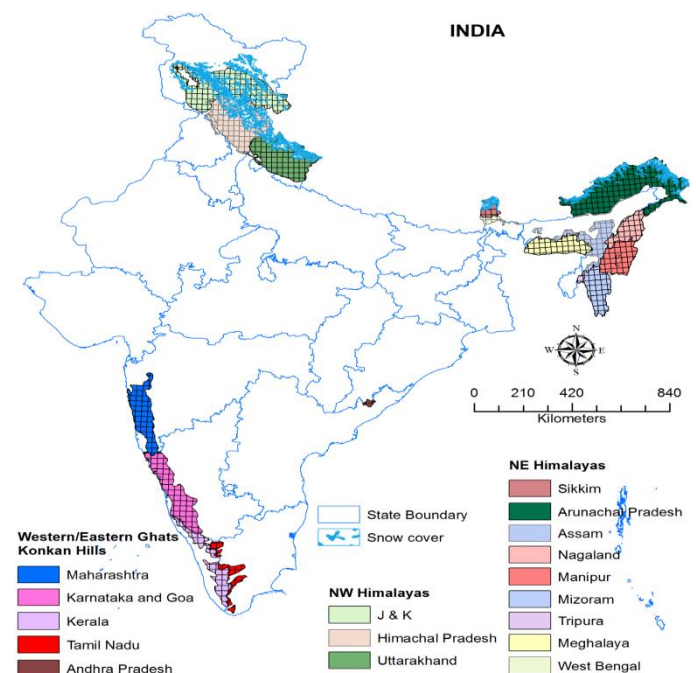 INDIA
N
W E
S
0 210 420 840
Kilometers
State Boundary
Snow cover
Western/Eastern Ghats
Konkan Hills
Maharashtra
Karnataka and Goa
Kerala
Tamil Nadu
Andhra Pradesh
NW Himalayas
J & K
Himachal Pradesh
Uttarakhand
NE Himalayas
Sikkim
Arunachal Pradesh
Assam
Nagaland
Manipur
Mizoram
Tripura
Meghalaya
West Bengal